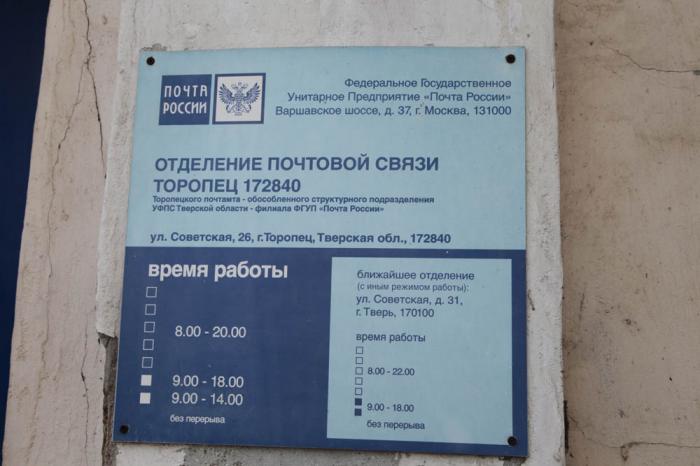 ПОЧТА
РОССИИ
Федеральное Государственное
Унитарное Предприятие «Почта России»
Варшавское шоссе, д. 37, г. Москва, 131000
ОТДЕЛЕНИЕ ПОЧТОВОЙ СВЯЗИ
ТОРОПЕЦ 172840
Торопецкого почтамта - обособленного структурного подразделения
УФПС Тверской области - филиала ФГУП «Почта России»
ул. Советская, 26, г.Торопец, Тверская обл., 172840
время работы
8.00 - 20.00
9.00 - 18.00
9.00 - 14.00
без перерыва
ближайшее отделение
(с иным режимом работы):
ул. Советская, д. 31,
г. Тверь, 170100
время работы
8.00 - 22.00
9.00 - 18.00
без перерыва